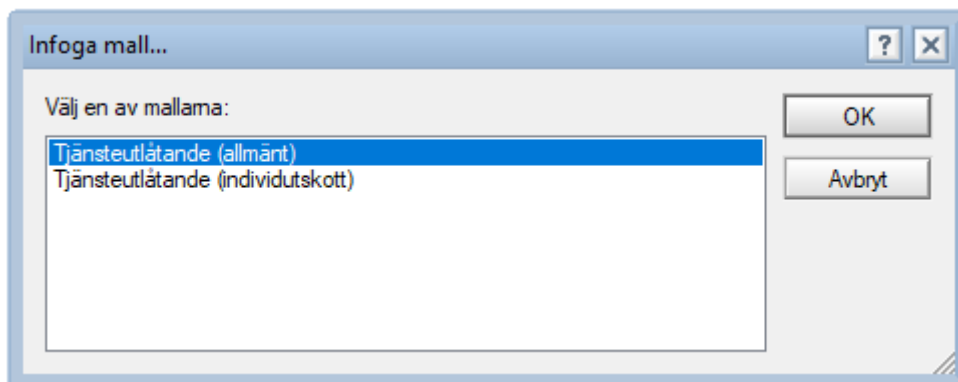 Infoga mall...
?
Välj en av mallarna:
OK
Tjänsteutlåtande (allmänt)
Tjänsteutlåtande (individutskott)
Avbryt